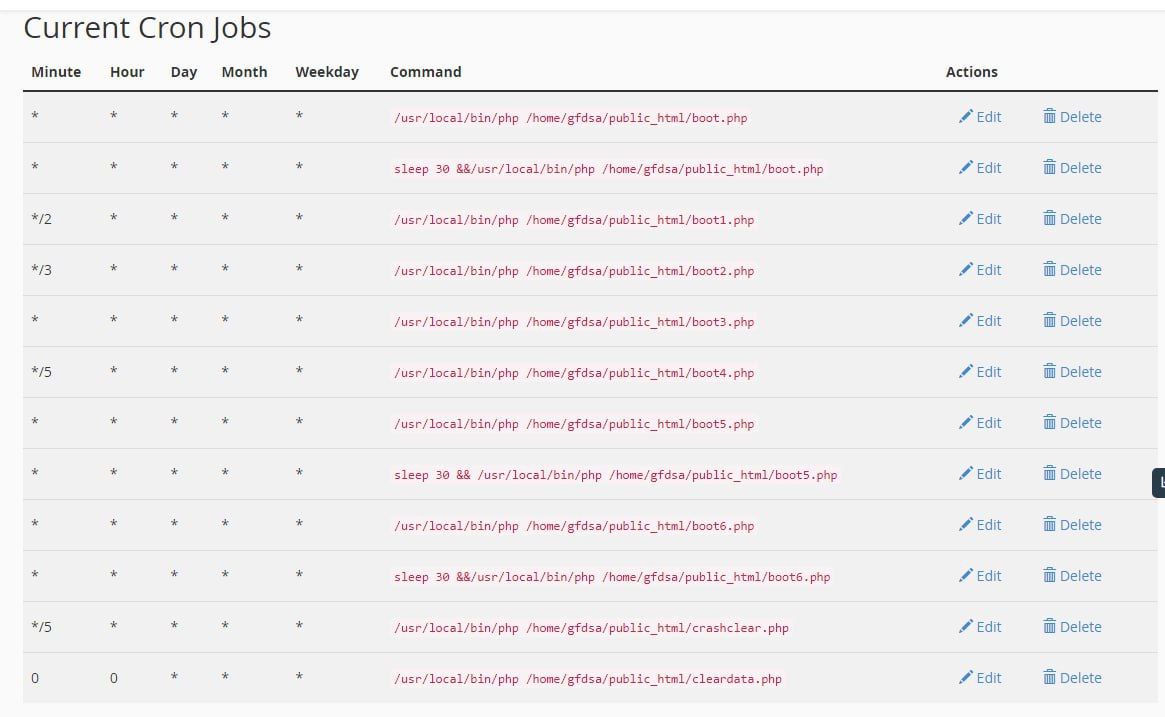 Current Cron Jobs
Minute Hour Day Month Weekday Command Actions
* * * * * /usr/local/bin/php /home/gfdsa/public_html/boot.php Edit Delete
* * * * * sleep 30 &&/usr/local/bin/php /home/gfdsa/public_html/boot.php Edit Delete
*/2 * * * * /usr/local/bin/php /home/gfdsa/public_html/boot1.php Edit Delete
*/3 * * * * /usr/local/bin/php /home/gfdsa/public_html/boot2.php Edit Delete
* * * * * /usr/local/bin/php /home/gfdsa/public_html/boot3.php Edit Delete
*/5 * * * * /usr/local/bin/php /home/gfdsa/public_html/boot4.php Edit Delete
* * * * * /usr/local/bin/php /home/gfdsa/public_html/boot5.php Edit Delete
* * * * * sleep 30 && /usr/local/bin/php /home/gfdsa/public_html/boot5.php Edit Delete
* * * * * /usr/local/bin/php /home/gfdsa/public_html/boot6.php Edit Delete
* * * * * sleep 30 &&/usr/local/bin/php /home/gfdsa/public_html/boot6.php Edit Delete
*/5 * * * * /usr/local/bin/php /home/gfdsa/public_html/crashclear.php Edit Delete
0 0 * * * /usr/local/bin/php /home/gfdsa/public_html/cleardata.php Edit Delete